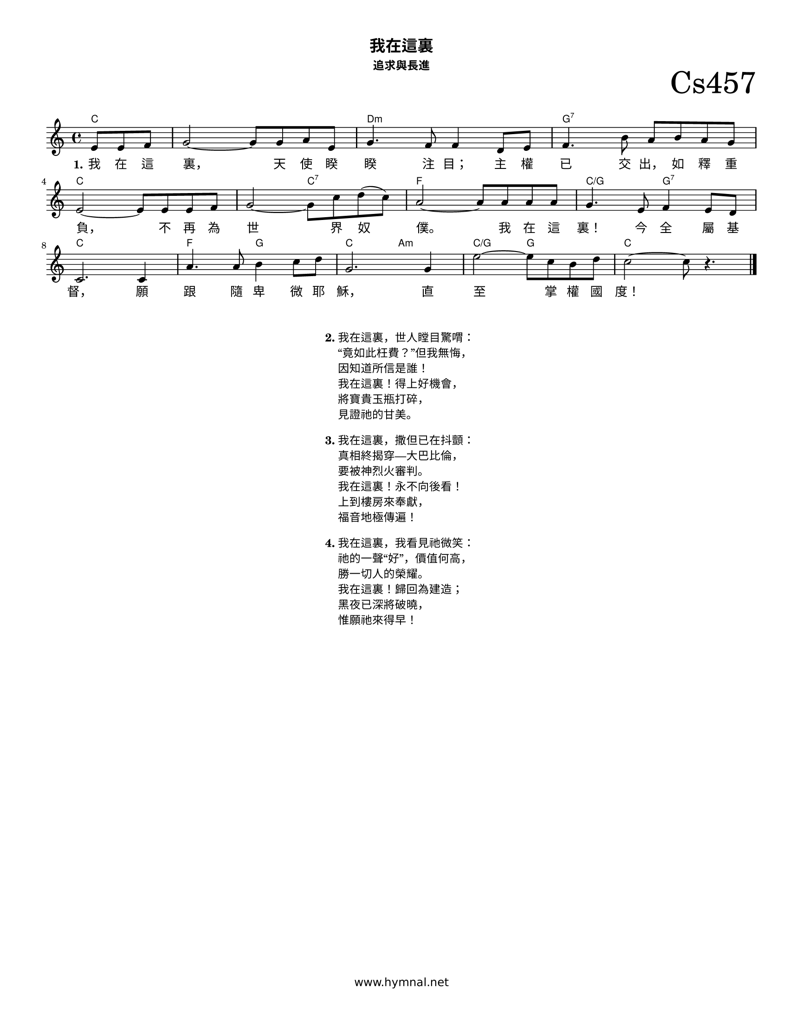 我在這裏
追求與長進
Cs457
C Dm G7
1. 我 在 這 裏， 天 使 睽 睽 注 目； 主 權 已 交 出， 如 釋 重
4 C C7 F C/G G7
負， 不 再 為 世 界 奴 僕。 我 在 這 裏！ 今 全 屬 基
8 C F G C Am C/G G C
督， 願 跟 隨 卑 微 耶 穌， 直 至 掌 權 國 度！
2. 我在這裏，世人瞠目驚喟：
“竟如此枉費？”但我無悔，
因知道所信是誰！
我在這裏！得上好機會，
將寶貴玉瓶打碎，
見證祂的甘美。
3. 我在這裏，撒但已在抖顫：
真相終揭穿—大巴比倫，
要被神烈火審判。
我在這裏！永不向後看！
上到樓房來奉獻，
福音地極傳遍！
4. 我在這裏，我看見祂微笑：
祂的一聲“好”，價值何高，
勝一切人的榮耀。
我在這裏！歸回為建造；
黑夜已深將破曉，
惟願祂來得早！
www.hymnal.net